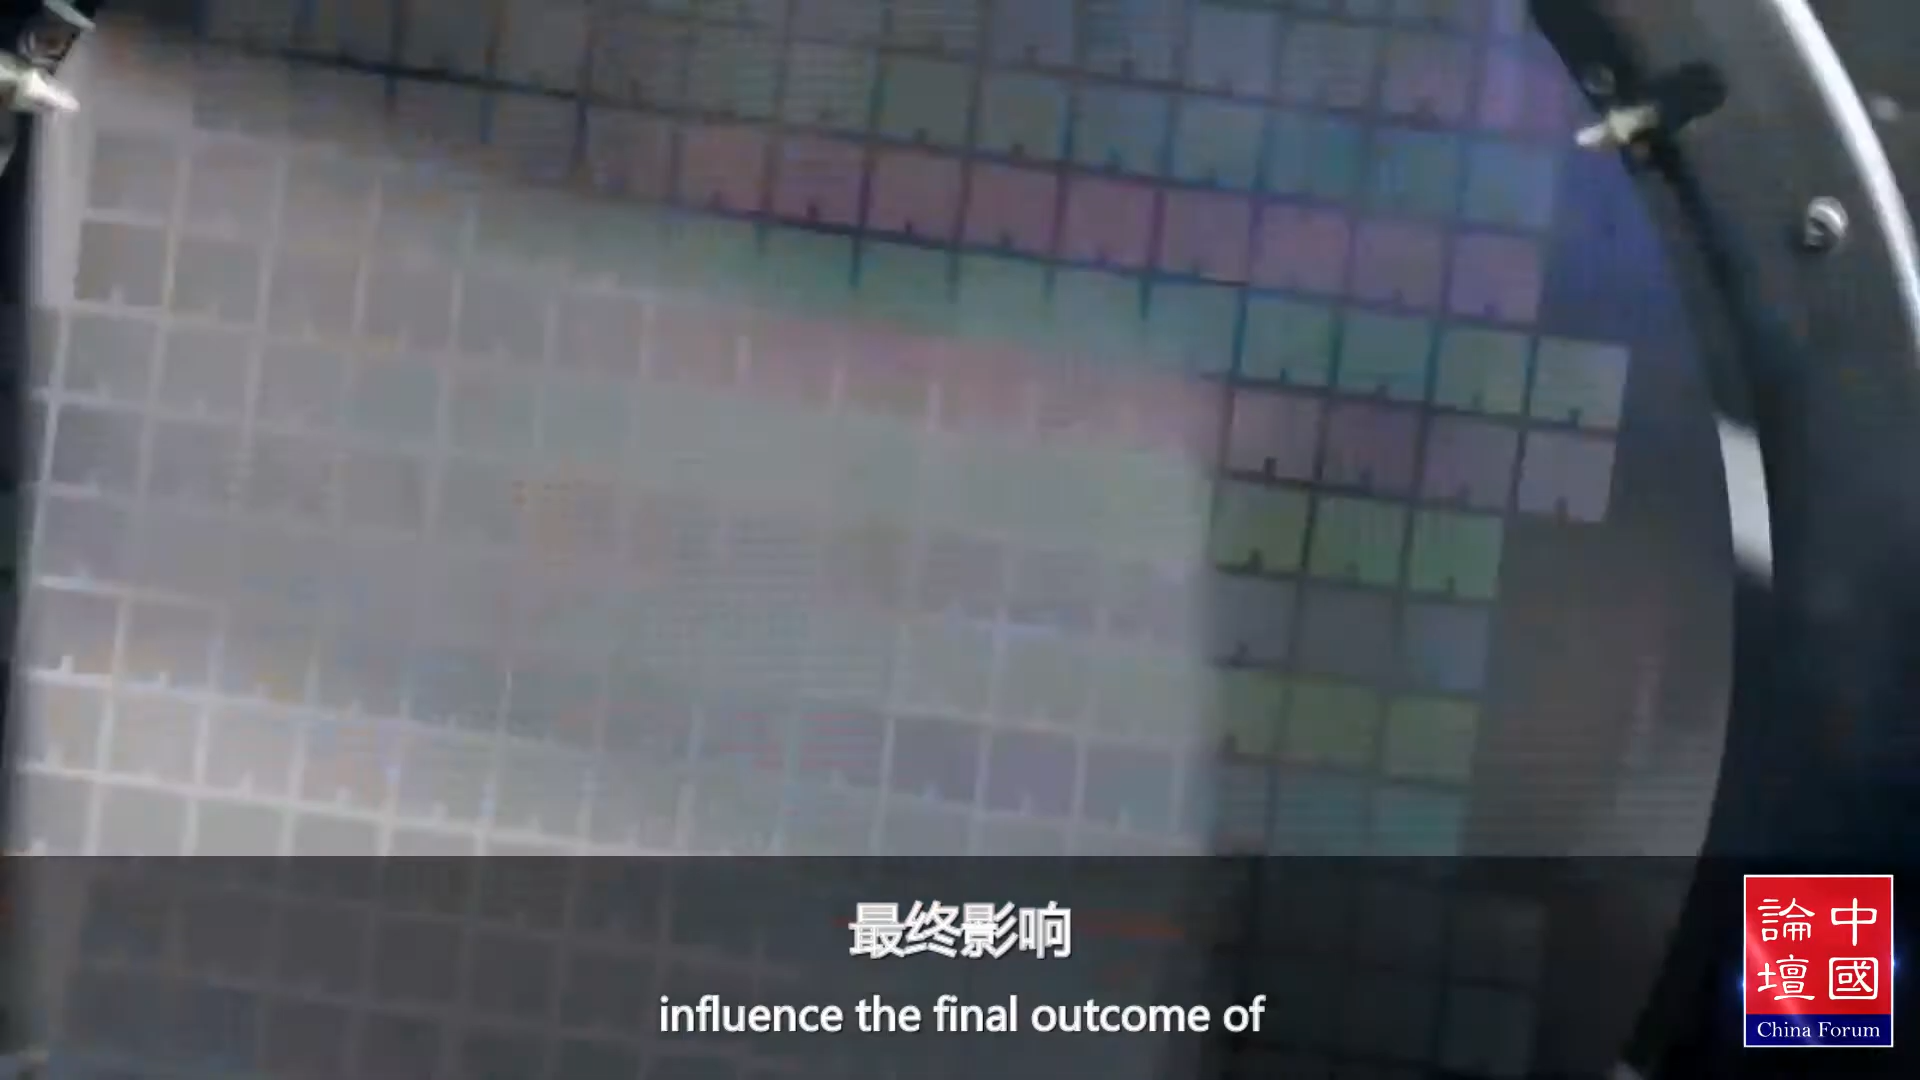 最终影响
influence the final outcome of
中國
論壇
China Forum